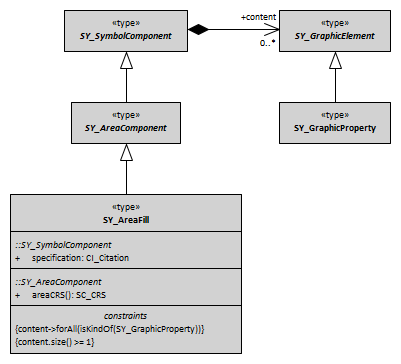 «type»
SY_SymbolComponent
+content
0..*
«type»
SY_GraphicElement
«type»
SY_AreaComponent
«type»
SY_GraphicProperty
«type»
SY_AreaFill
::SY_SymbolComponent
+ specification: CI_Citation
::SY_AreaComponent
+ areaCRS(): SC_CRS
constraints
{content->forAll(isKindOf(SY_GraphicProperty))}
{content.size() >= 1}